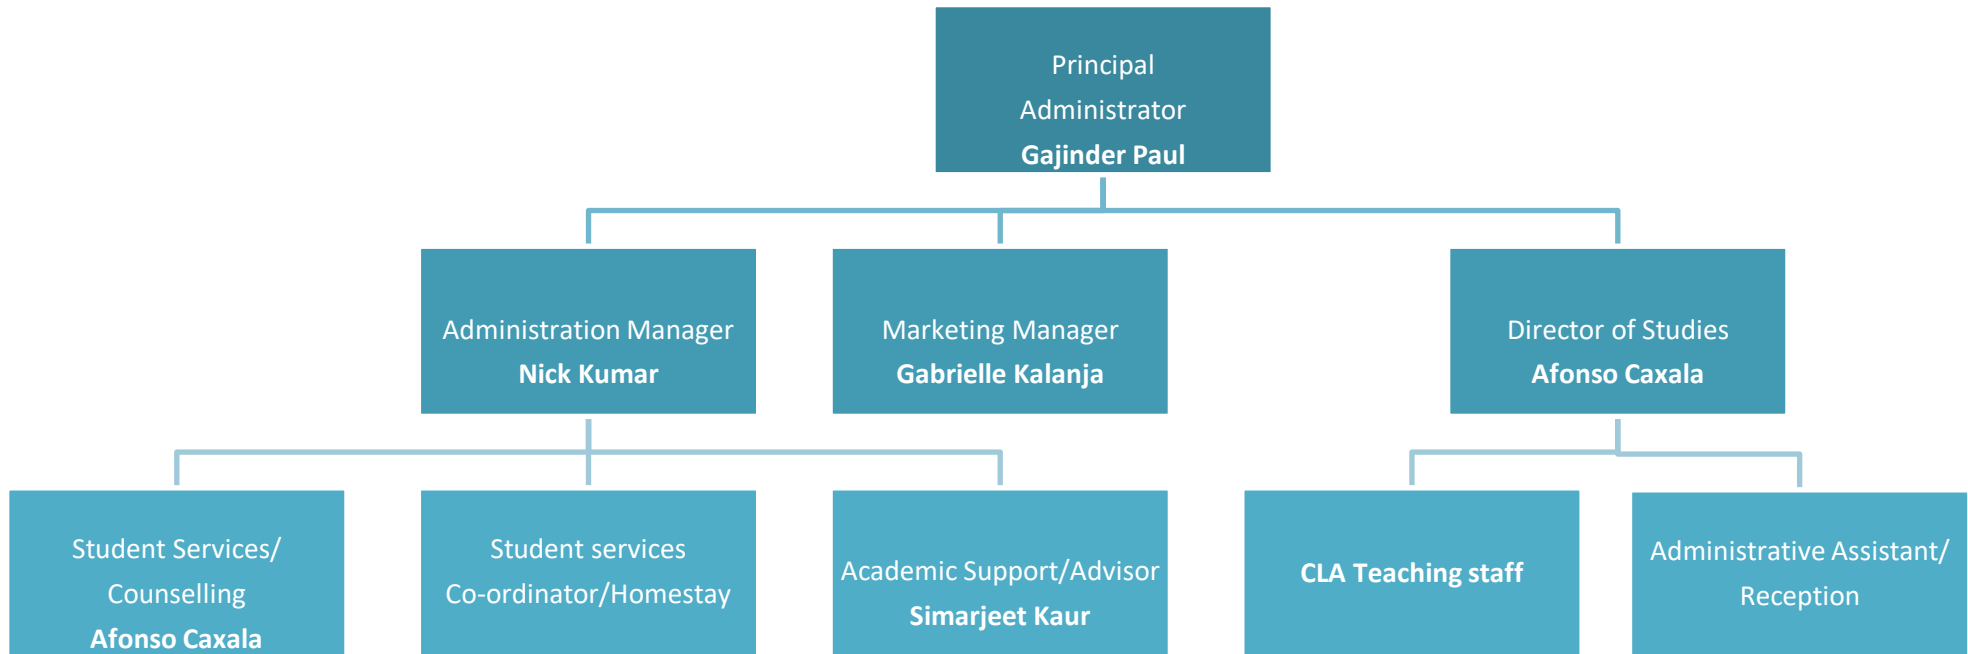 Principal
Administrator
Gajinder Paul
Administration Manager
Nick Kumar
Marketing Manager
Gabrielle Kalanja
Director of Studies
Afonso Caxala
Student Services/
Counselling
Afonso Caxala
Student services
Co-ordinator/Homestay
Academic Support/Advisor
Simarjeet Kaur
CLA Teaching staff
Administrative Assistant/
Reception